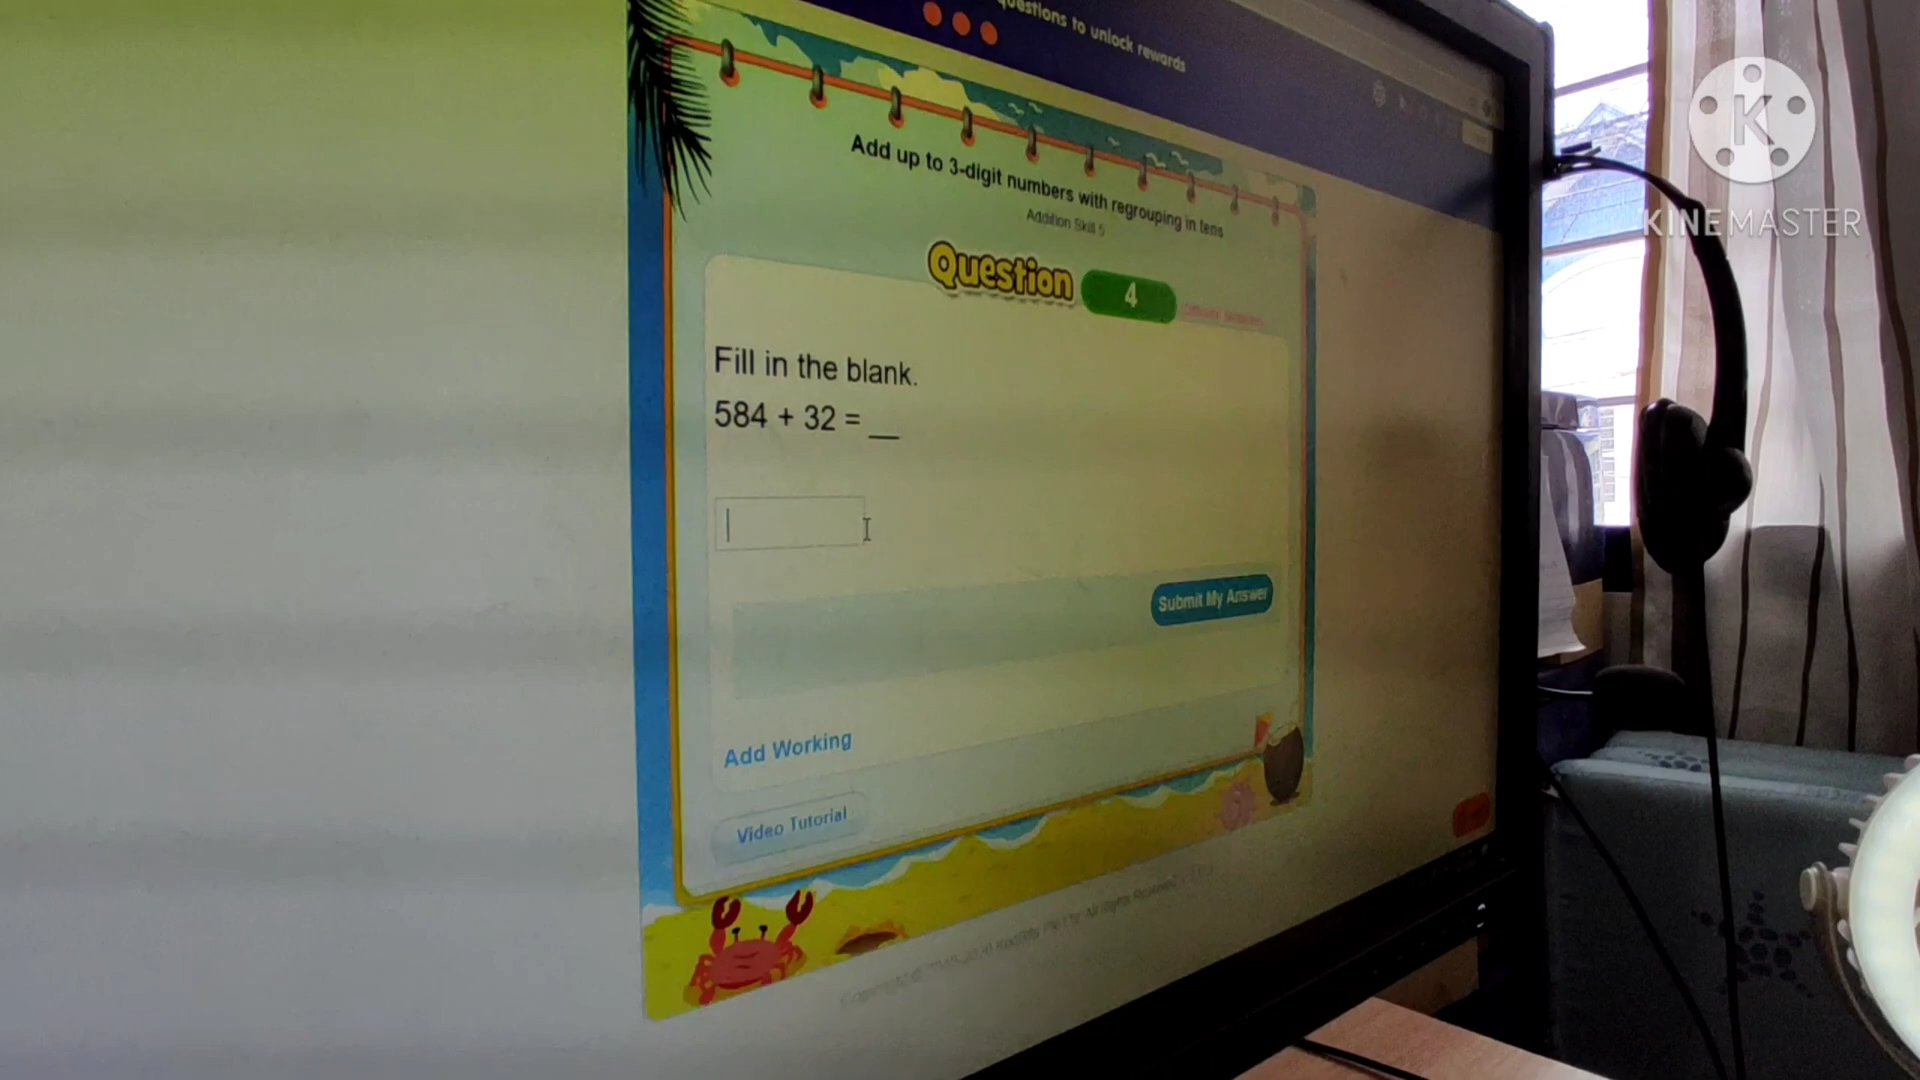 questions to unlock rewards
Add up to 3-digit numbers with regrouping in tens
Addition Skill 5
Question 4
Fill in the blank.
584 + 32 = __
Submit My Answer
Add Working
Video Tutorial
K
KINEMASTER